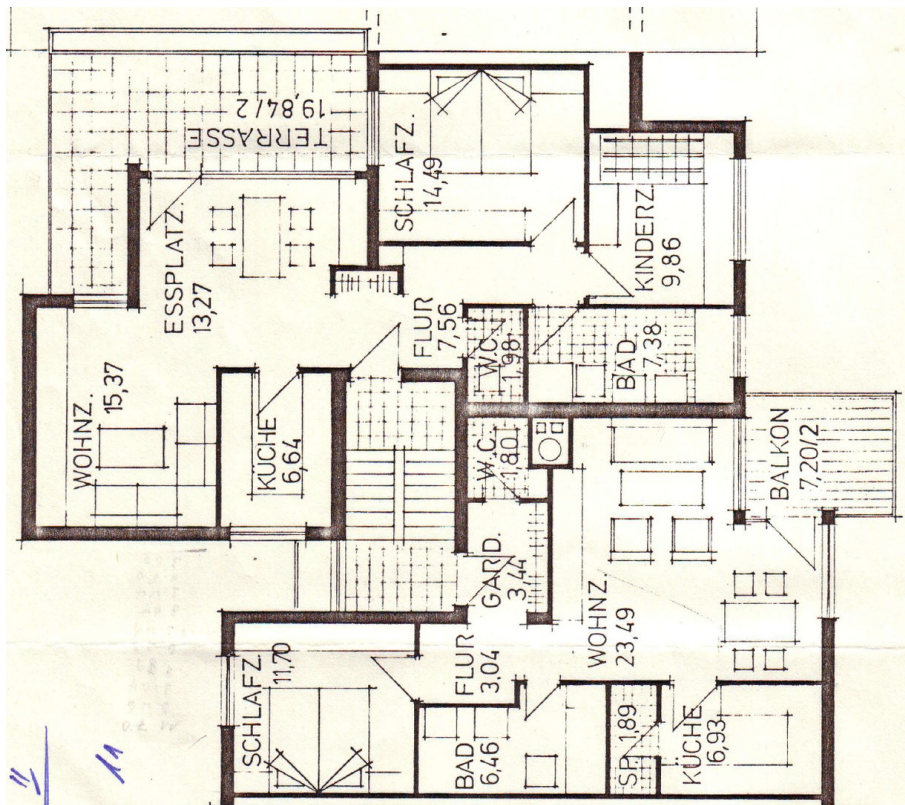 TERRASSE
19,84/2
SCHLAFZ.
14,49
KINDERZ.
9,86
ESSPLATZ.
13,27
FLUR
7,56
W.C.
1,98
BAD
7,38
WOHNZ.
15,37
KÜCHE
6,64
W.C.
1,80
BALKON
7,20/2
GARD.
3,44
WOHNZ.
23,49
SCHLAFZ.
11,70
FLUR
3,04
BAD
6,46
SP. 1,89
KÜCHE
6,93
11